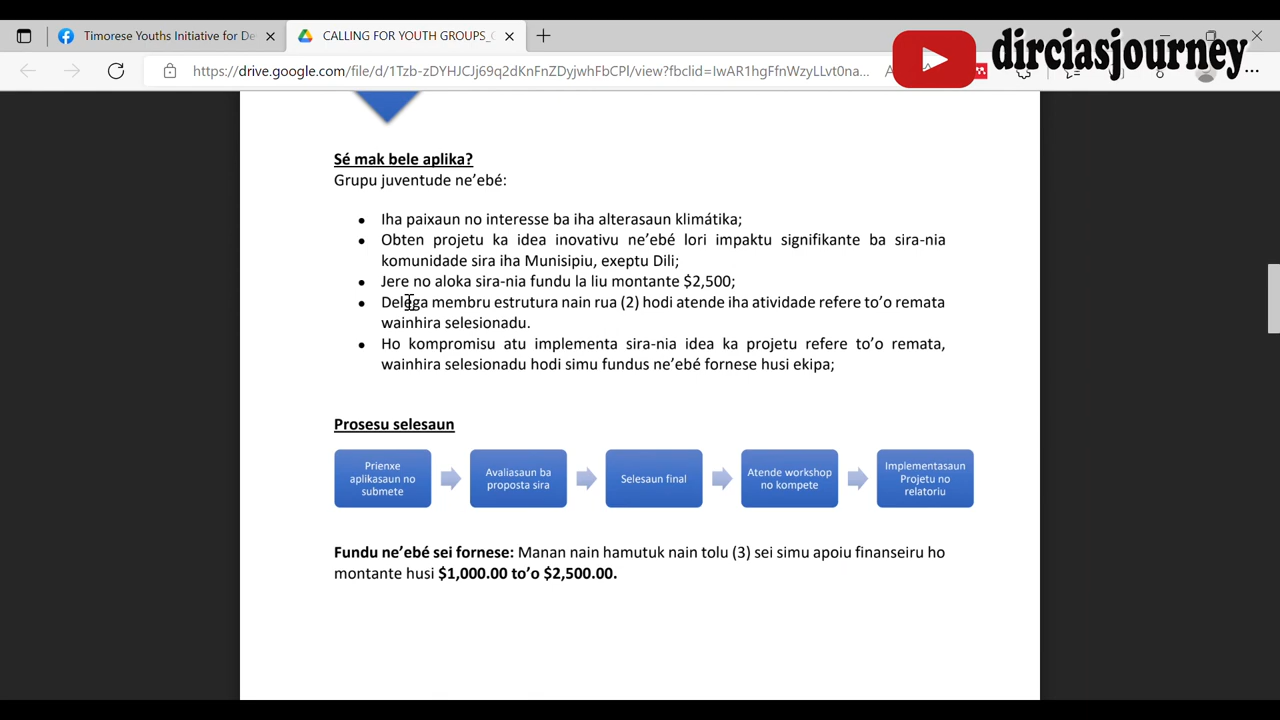 Timorese Youths Initiative for De
CALLING FOR YOUTH GROUPS_
dirciasjourney
https://drive.google.com/file/d/1Tzb-zDYHJCJj69q2dKnFnZDyjwhFbCPl/view?fbclid=IwAR1hgFfnWzyLLvt0na...
Sé mak bele aplika?
Grupu juventude ne’ebé:
• Iha paixaun no interesse ba iha alterasaun klimátika;
• Obten projetu ka idea inovativu ne’ebé lori impaktu signifikante ba sira-nia
komunidade sira iha Munisipiu, exeptu Dili;
• Jere no aloka sira-nia fundu la liu montante $2,500;
• Delega membru estrutura nain rua (2) hodi atende iha atividade refere to’o remata
wainhira selesionadu.
• Ho kompromisu atu implementa sira-nia idea ka projetu refere to’o remata,
wainhira selesionadu hodi simu fundus ne’ebé fornese husi ekipa;
Prosesu selesaun
Prienxe
aplikasaun no
submete
Avaliasaun ba
proposta sira
Selesaun final
Atende workshop
no kompete
Implementasaun
Projetu no
relatoriu
Fundu ne’ebé sei fornese: Manan nain hamutuk nain tolu (3) sei simu apoiu finanseiru ho
montante husi $1,000.00 to’o $2,500.00.